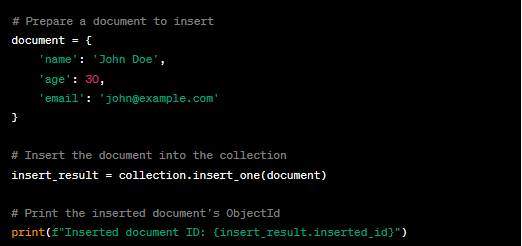 # Prepare a document to insert
document = {
    'name': 'John Doe',
    'age': 30,
    'email': 'john@example.com'
}
# Insert the document into the collection
insert_result = collection.insert_one(document)
# Print the inserted document's ObjectId
print(f"Inserted document ID: {insert_result.inserted_id}")